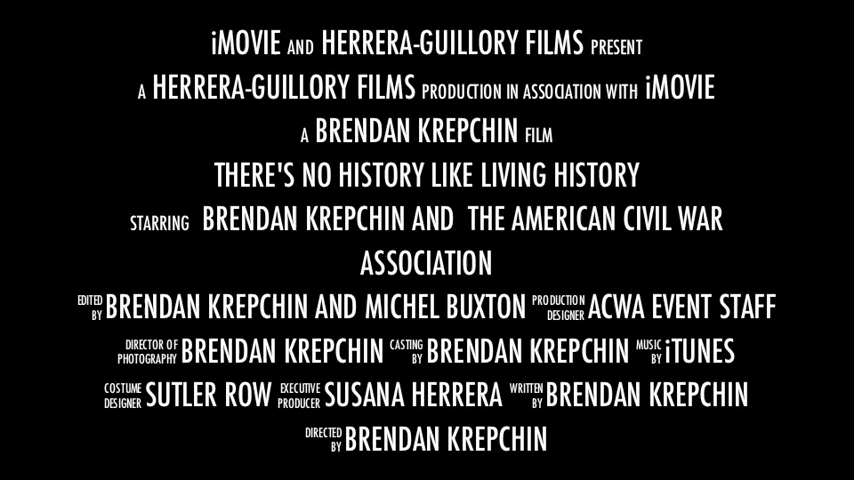 iMOVIE AND HERRERA-GUILLORY FILMS PRESENT
A HERRERA-GUILLORY FILMS PRODUCTION IN ASSOCIATION WITH iMOVIE
A BRENDAN KREPCHIN FILM
THERE'S NO HISTORY LIKE LIVING HISTORY
STARRING BRENDAN KREPCHIN AND THE AMERICAN CIVIL WAR
ASSOCIATION
EDITED BY BRENDAN KREPCHIN AND MICHEL BUXTON PRODUCTION DESIGNER ACWA EVENT STAFF
DIRECTOR OF PHOTOGRAPHY BRENDAN KREPCHIN CASTING BY BRENDAN KREPCHIN MUSIC BY iTUNES
COSTUME DESIGNER SUTLER ROW EXECUTIVE PRODUCER SUSANA HERRERA WRITTEN BY BRENDAN KREPCHIN
DIRECTED BY BRENDAN KREPCHIN